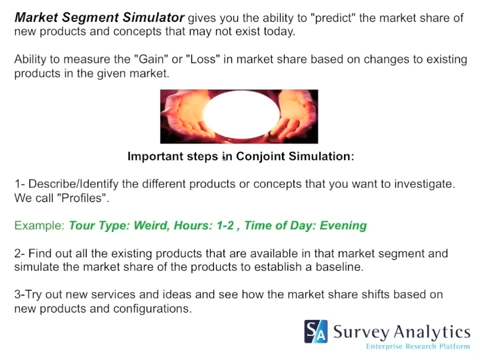 Market Segment Simulator gives you the ability to "predict" the market share of
new products and concepts that may not exist today.
Ability to measure the "Gain" or "Loss" in market share based on changes to existing
products in the given market.
Important steps in Conjoint Simulation:
1- Describe/Identify the different products or concepts that you want to investigate.
We call "Profiles".
Example: Tour Type: Weird, Hours: 1-2 , Time of Day: Evening
2- Find out all the existing products that are available in that market segment and
simulate the market share of the products to establish a baseline.
3-Try out new services and ideas and see how the market share shifts based on
new products and configurations.
SA Survey Analytics
Enterprise Research Platform